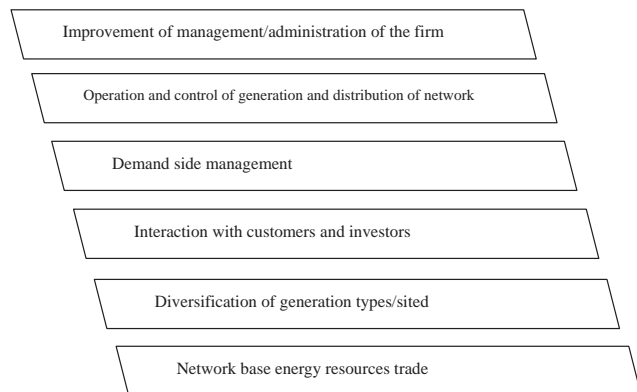 Improvement of management/administration of the firm
Operation and control of generation and distribution of network
Demand side management
Interaction with customers and investors
Diversification of generation types/sited
Network base energy resources trade